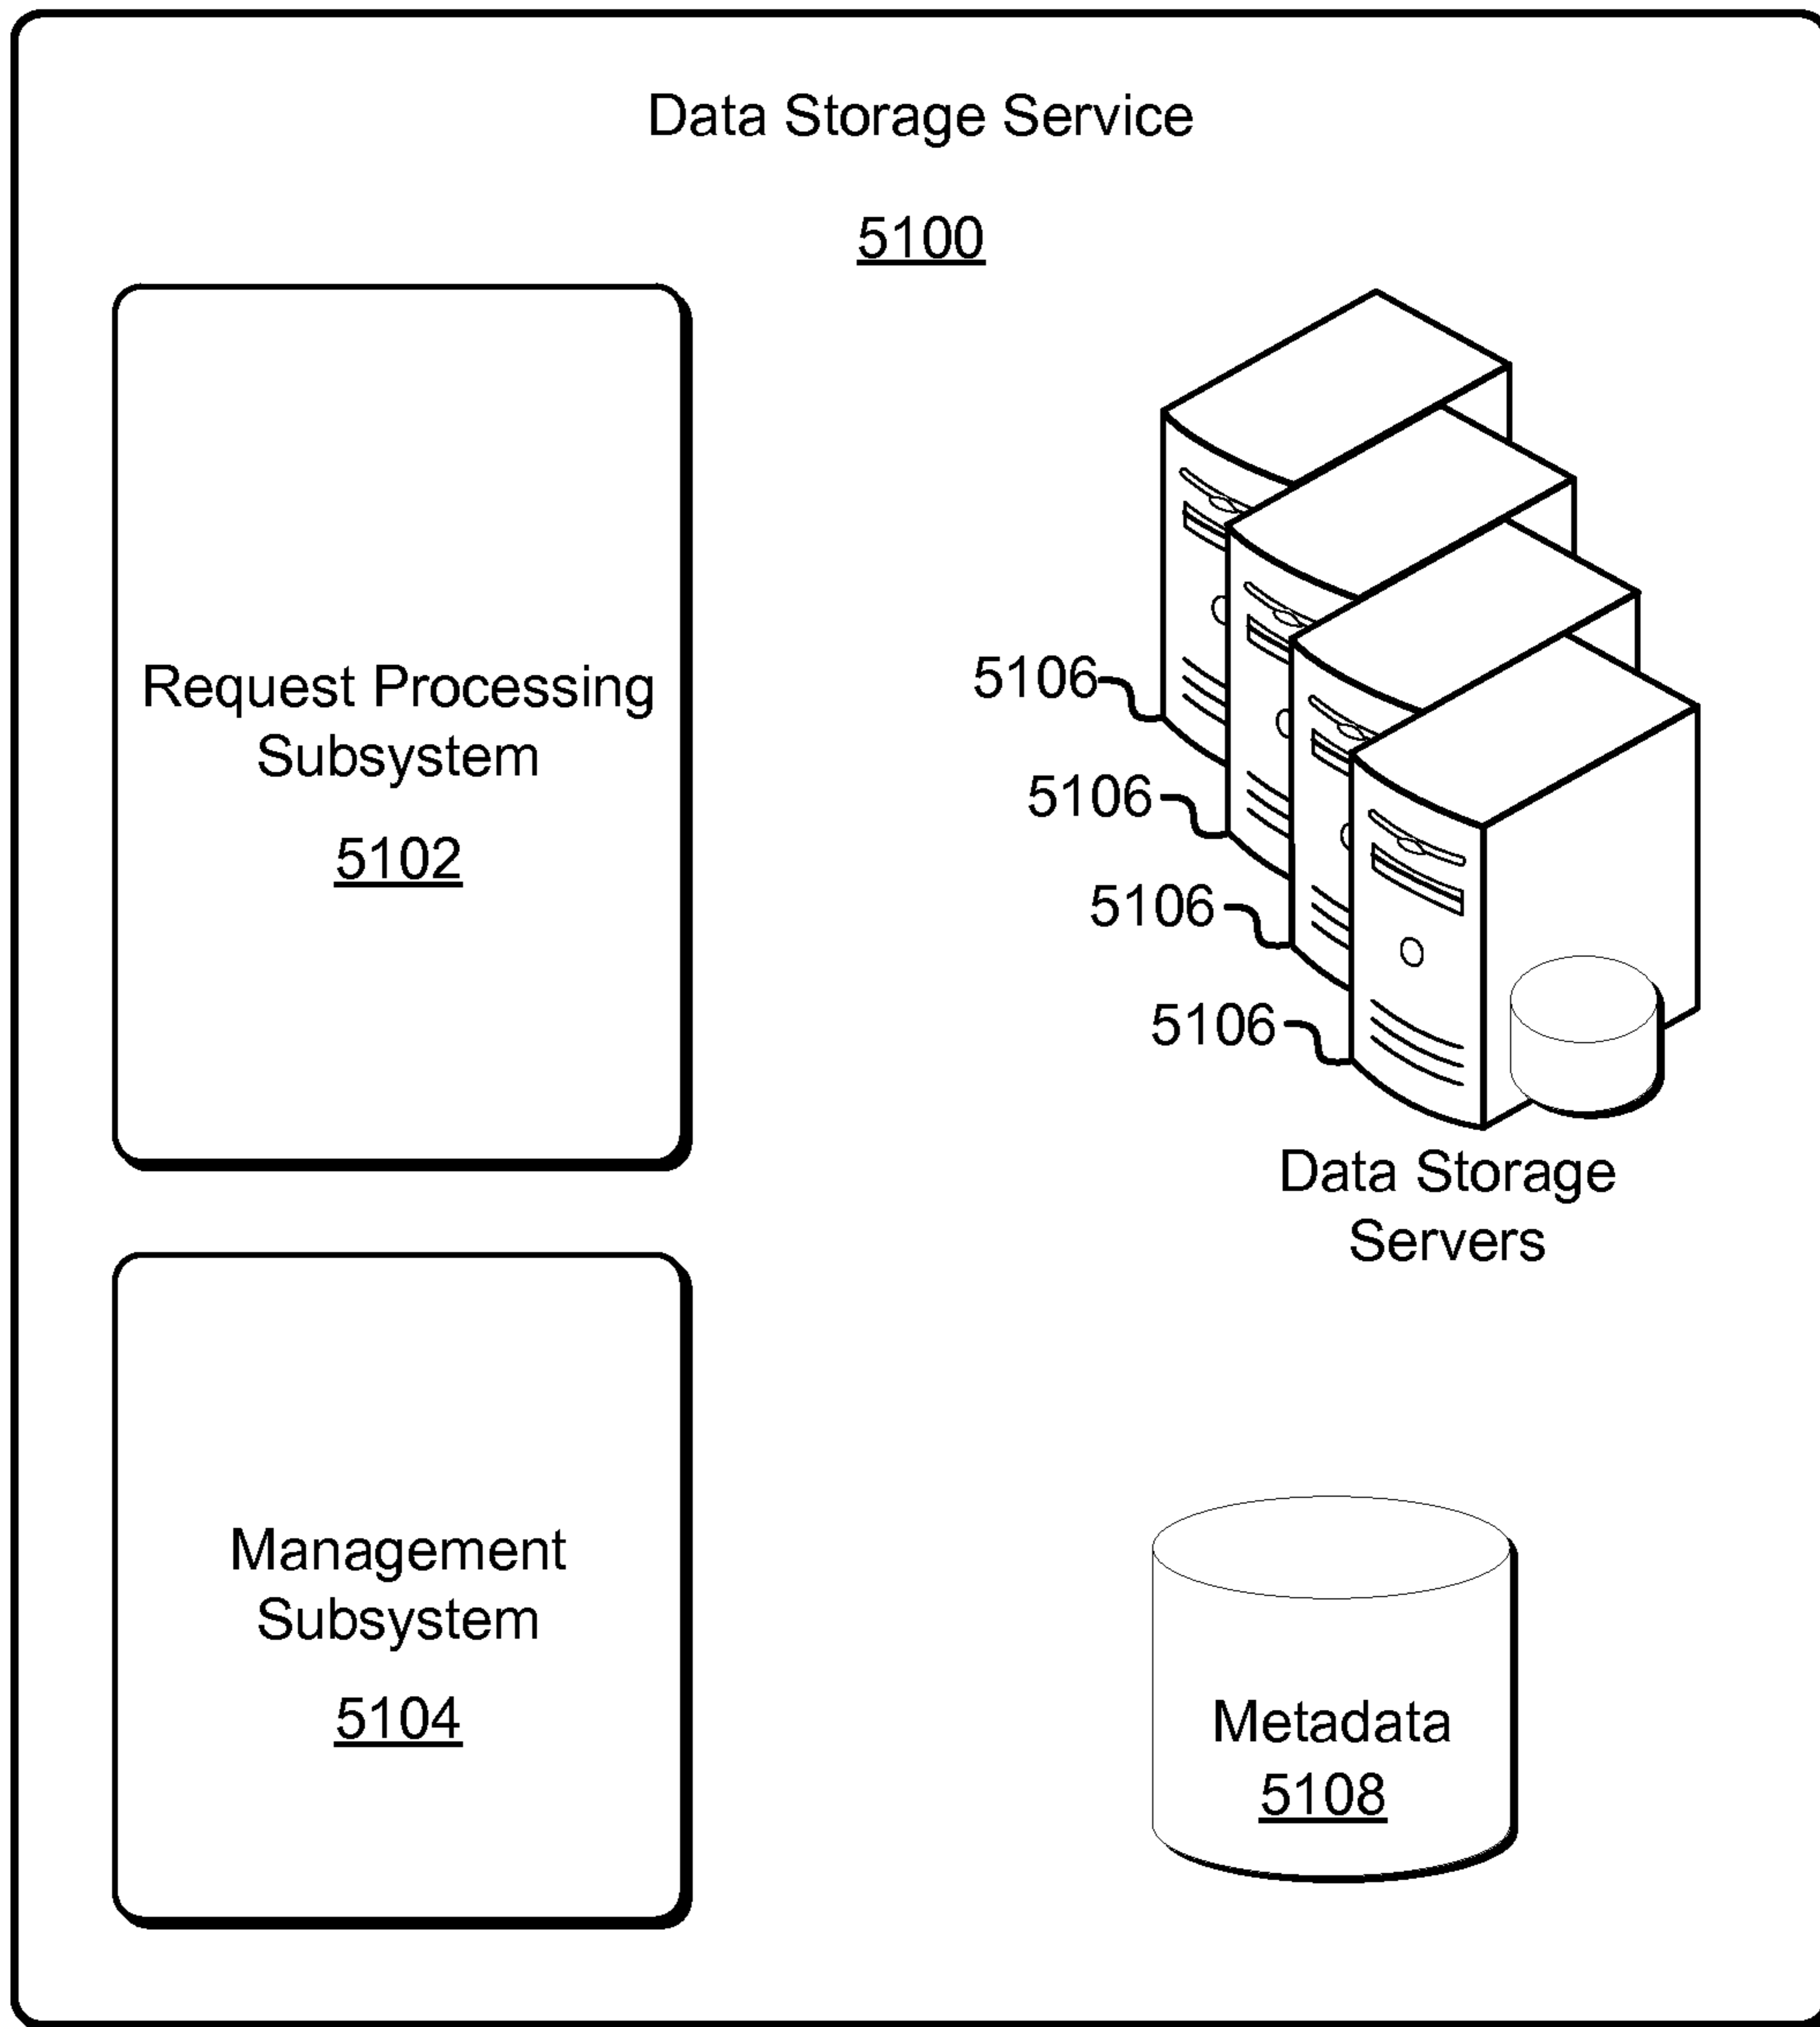 Data Storage Service
5100
Request Processing
Subsystem
5102
5106
5106
5106
5106
Data Storage
Servers
Management
Subsystem
5104
Metadata
5108